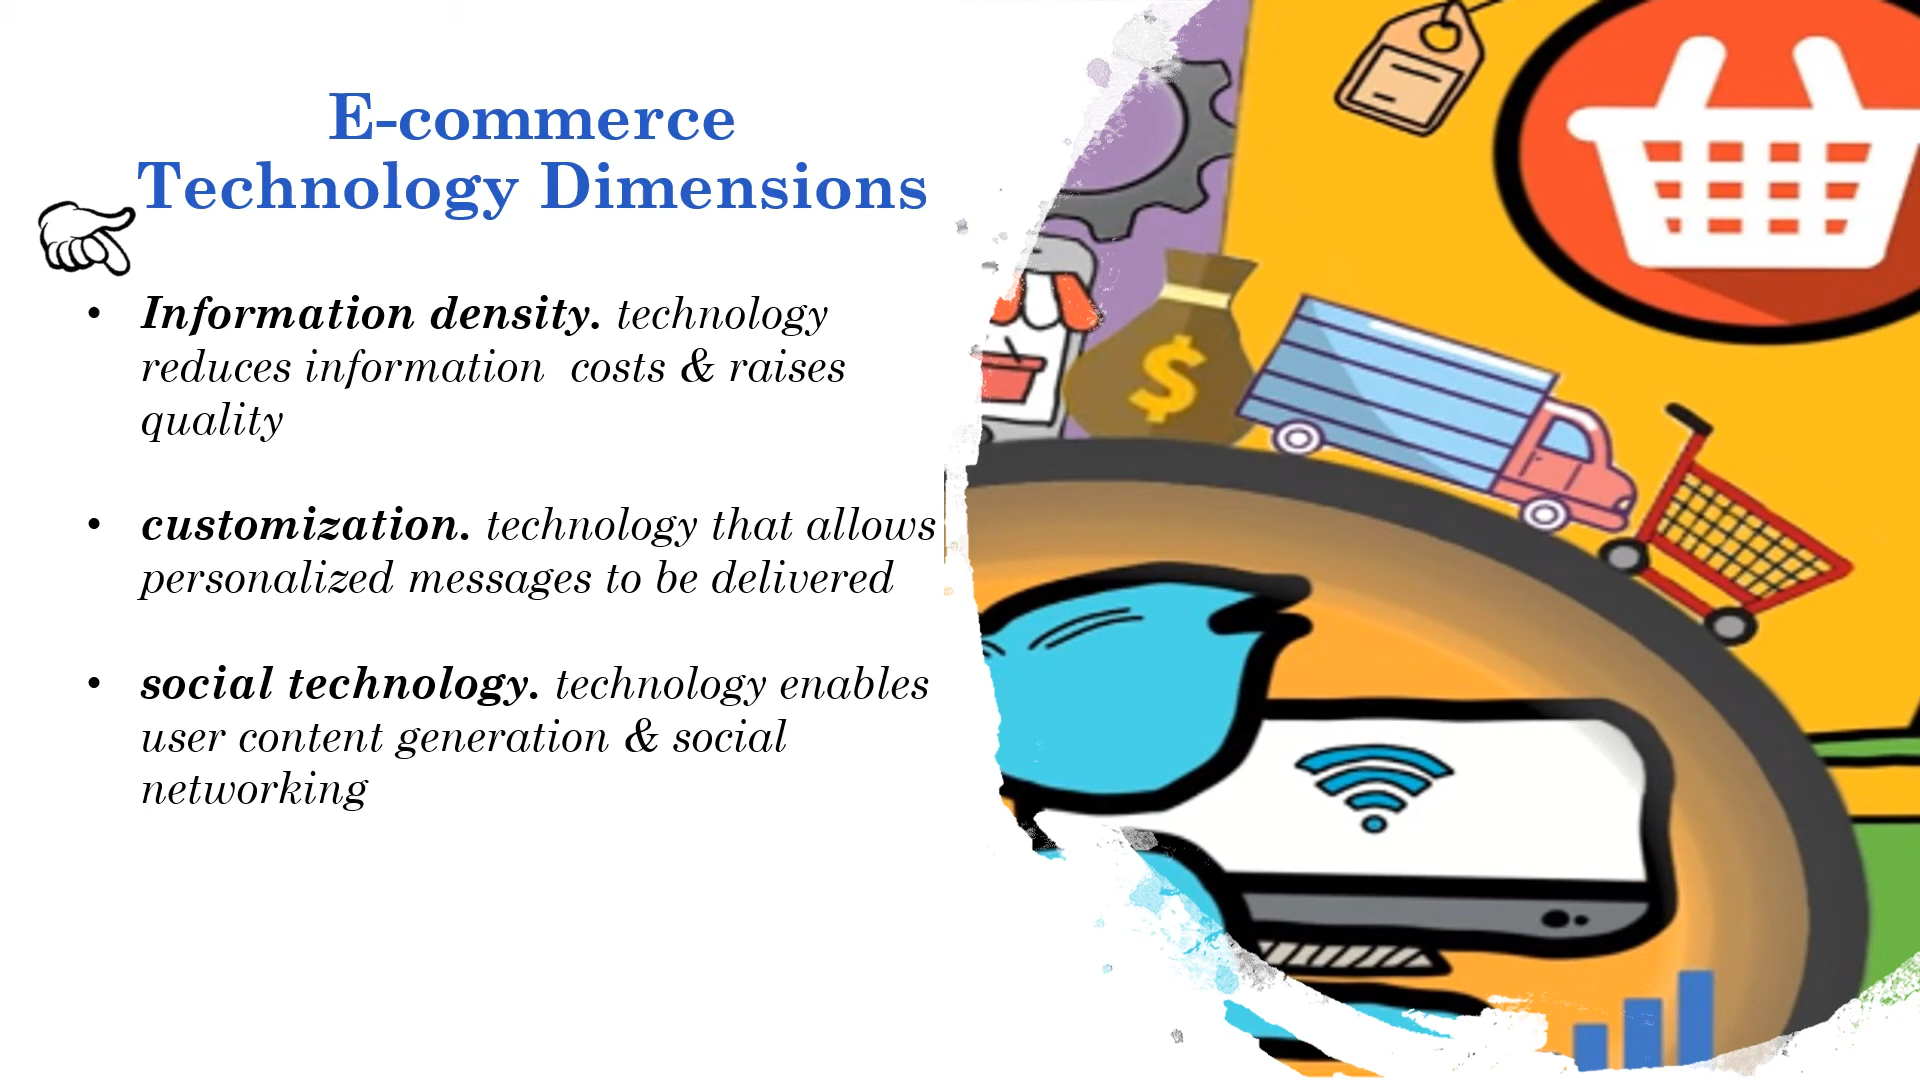 E-commerce
Technology Dimensions
• Information density. technology
reduces information  costs & raises
quality
• customization. technology that allows
personalized messages to be delivered
• social technology. technology enables
user content generation & social
networking
$